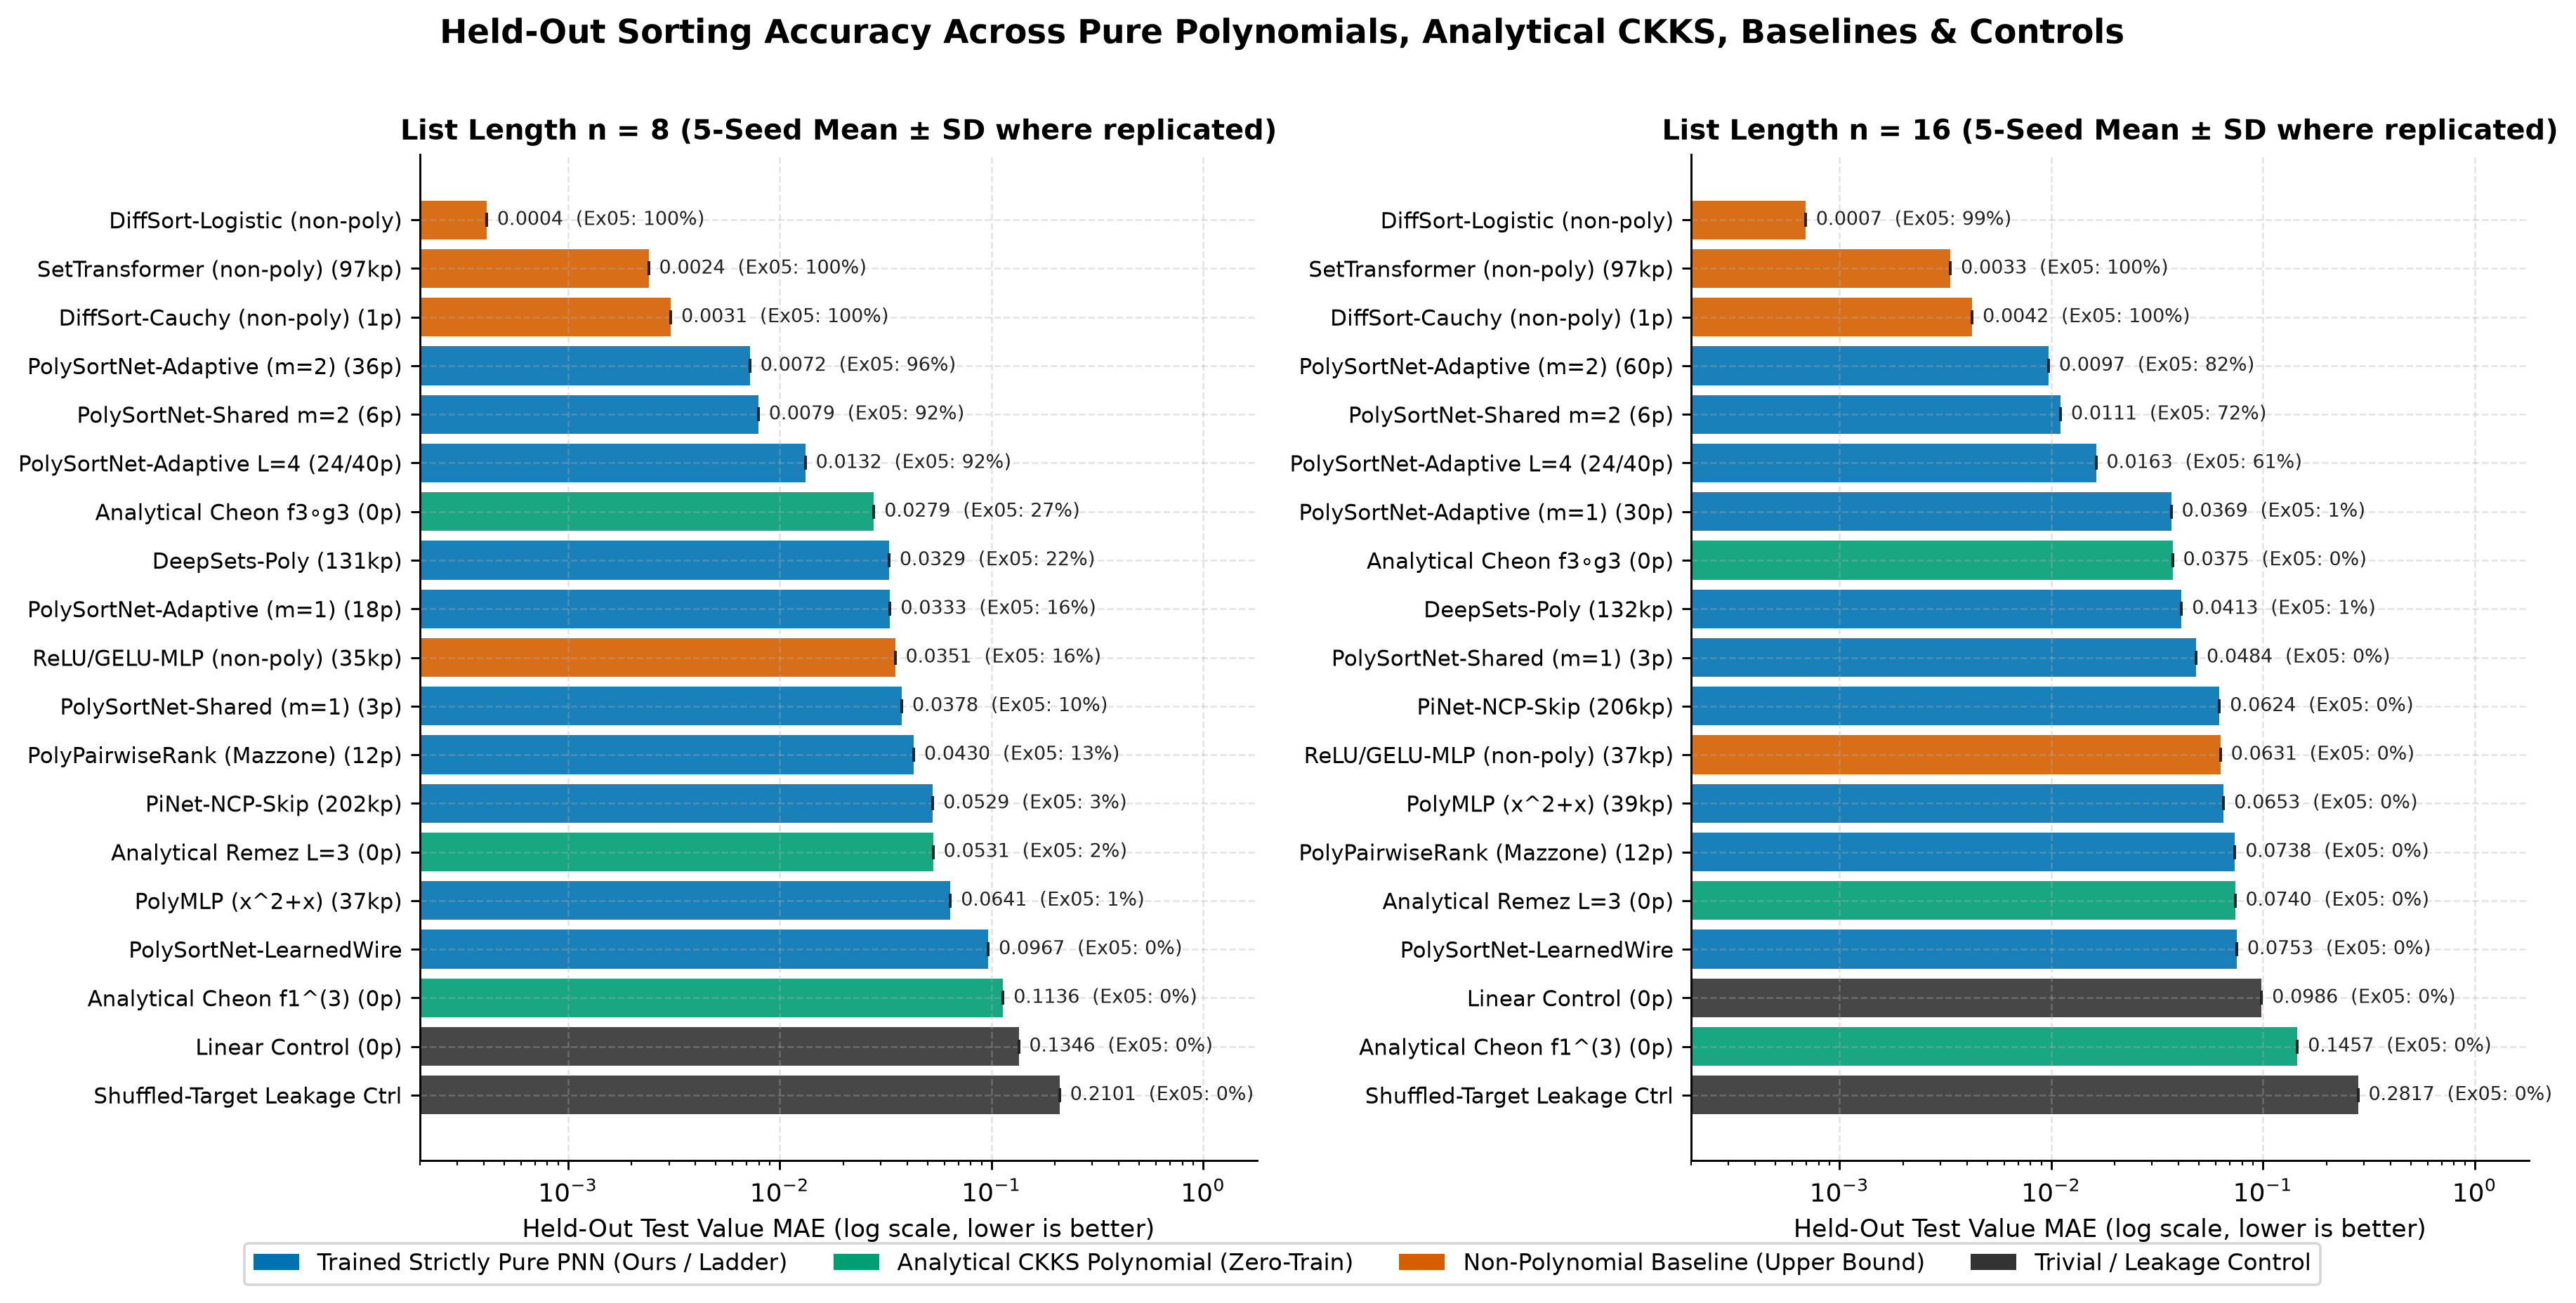 Held-Out Sorting Accuracy Across Pure Polynomials, Analytical CKKS, Baselines & Controls
List Length n = 8 (5-Seed Mean ± SD where replicated)
DiffSort-Logistic (non-poly) 0.0004 (Ex05: 100%)
SetTransformer (non-poly) (97kp) 0.0024 (Ex05: 100%)
DiffSort-Cauchy (non-poly) (1p) 0.0031 (Ex05: 100%)
PolySortNet-Adaptive (m=2) (36p) 0.0072 (Ex05: 96%)
PolySortNet-Shared m=2 (6p) 0.0079 (Ex05: 92%)
PolySortNet-Adaptive L=4 (24/40p) 0.0132 (Ex05: 92%)
Analytical Cheon f3∘g3 (0p) 0.0279 (Ex05: 27%)
DeepSets-Poly (131kp) 0.0329 (Ex05: 22%)
PolySortNet-Adaptive (m=1) (18p) 0.0333 (Ex05: 16%)
ReLU/GELU-MLP (non-poly) (35kp) 0.0351 (Ex05: 16%)
PolySortNet-Shared (m=1) (3p) 0.0378 (Ex05: 10%)
PolyPairwiseRank (Mazzone) (12p) 0.0430 (Ex05: 13%)
PiNet-NCP-Skip (202kp) 0.0529 (Ex05: 3%)
Analytical Remez L=3 (0p) 0.0531 (Ex05: 2%)
PolyMLP (x^2+x) (37kp) 0.0641 (Ex05: 1%)
PolySortNet-LearnedWire 0.0967 (Ex05: 0%)
Analytical Cheon f1^(3) (0p) 0.1136 (Ex05: 0%)
Linear Control (0p) 0.1346 (Ex05: 0%)
Shuffled-Target Leakage Ctrl 0.2101 (Ex05: 0%)
10⁻³ 10⁻² 10⁻¹ 10⁰
Held-Out Test Value MAE (log scale, lower is better)
List Length n = 16 (5-Seed Mean ± SD where replicated)
DiffSort-Logistic (non-poly) 0.0007 (Ex05: 99%)
SetTransformer (non-poly) (97kp) 0.0033 (Ex05: 100%)
DiffSort-Cauchy (non-poly) (1p) 0.0042 (Ex05: 100%)
PolySortNet-Adaptive (m=2) (60p) 0.0097 (Ex05: 82%)
PolySortNet-Shared m=2 (6p) 0.0111 (Ex05: 72%)
PolySortNet-Adaptive L=4 (24/40p) 0.0163 (Ex05: 61%)
PolySortNet-Adaptive (m=1) (30p) 0.0369 (Ex05: 1%)
Analytical Cheon f3∘g3 (0p) 0.0375 (Ex05: 0%)
DeepSets-Poly (132kp) 0.0413 (Ex05: 1%)
PolySortNet-Shared (m=1) (3p) 0.0484 (Ex05: 0%)
PiNet-NCP-Skip (206kp) 0.0624 (Ex05: 0%)
ReLU/GELU-MLP (non-poly) (37kp) 0.0631 (Ex05: 0%)
PolyMLP (x^2+x) (39kp) 0.0653 (Ex05: 0%)
PolyPairwiseRank (Mazzone) (12p) 0.0738 (Ex05: 0%)
Analytical Remez L=3 (0p) 0.0740 (Ex05: 0%)
PolySortNet-LearnedWire 0.0753 (Ex05: 0%)
Linear Control (0p) 0.0986 (Ex05: 0%)
Analytical Cheon f1^(3) (0p) 0.1457 (Ex05: 0%)
Shuffled-Target Leakage Ctrl 0.2817 (Ex05: 0%)
10⁻³ 10⁻² 10⁻¹ 10⁰
Held-Out Test Value MAE (log scale, lower is better)
Trained Strictly Pure PNN (Ours / Ladder) Analytical CKKS Polynomial (Zero-Train) Non-Polynomial Baseline (Upper Bound) Trivial / Leakage Control